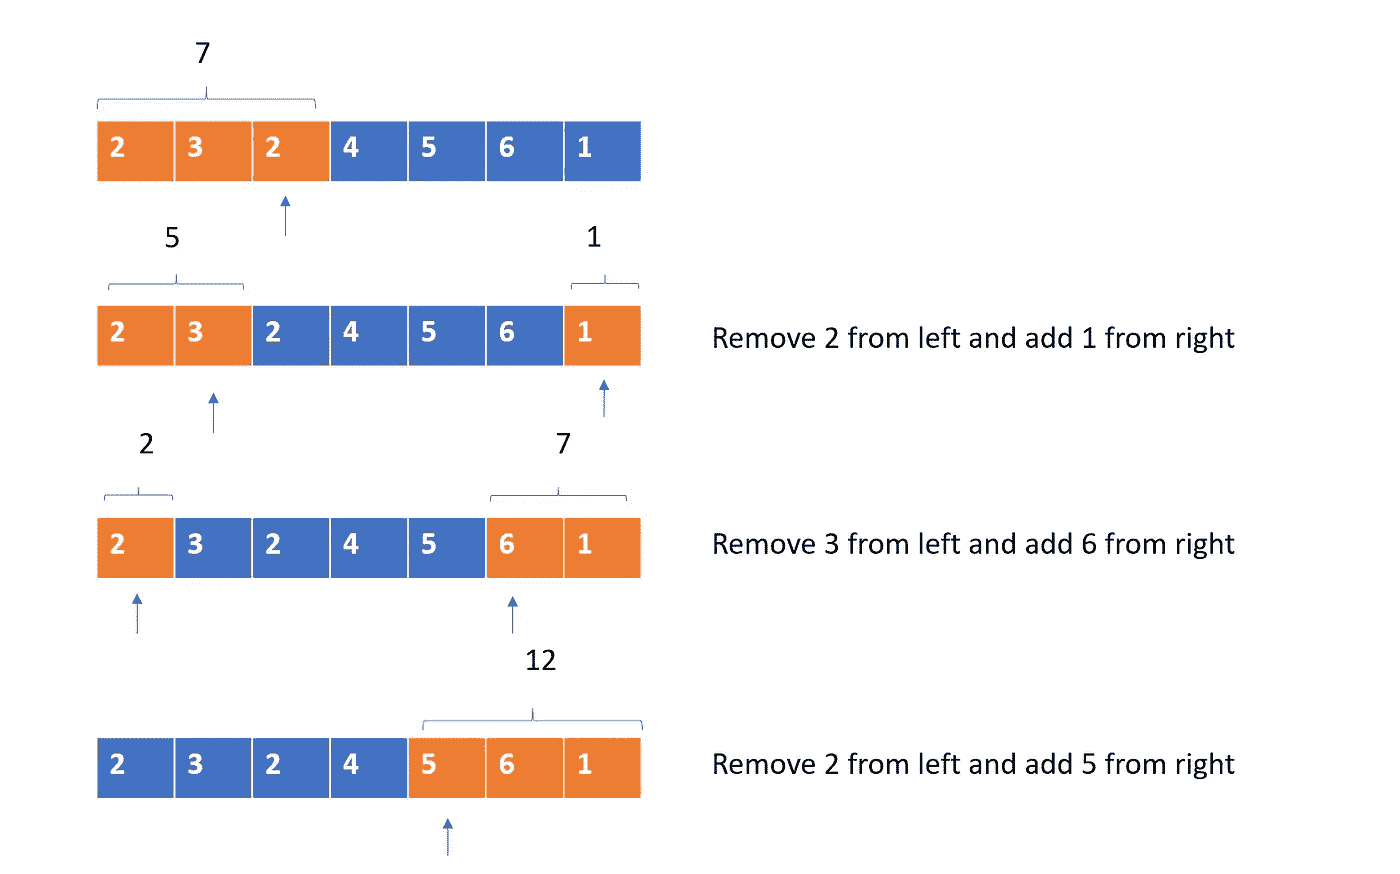 7
2 3 2 4 5 6 1
5 1
2 3 2 4 5 6 1
Remove 2 from left and add 1 from right
2 7
2 3 2 4 5 6 1
Remove 3 from left and add 6 from right
12
2 3 2 4 5 6 1
Remove 2 from left and add 5 from right